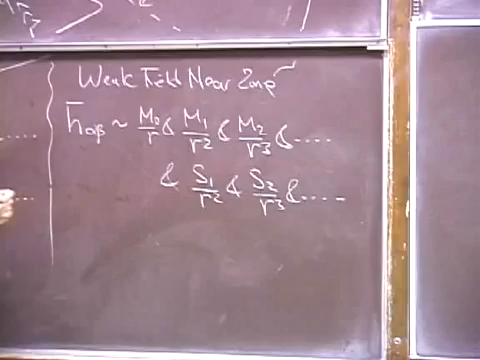 Weak Field Near Zone
h̄αβ ~ M₀/r & M₁/r² & M₂/r³ & ....
& S₁/r² & S₂/r³ & ....